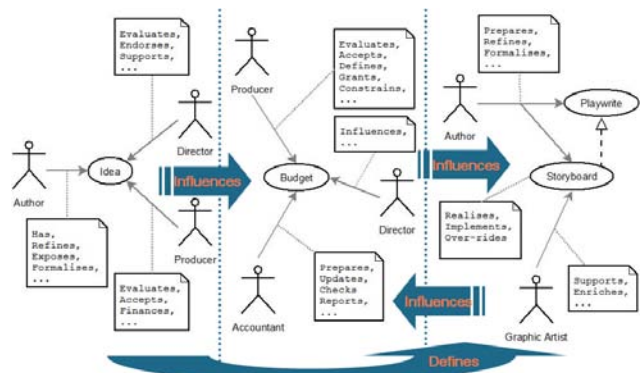 Evaluates,
Endorses,
Supports,
...
Director
Author
Idea
Has,
Refines,
Exposes,
Formalises,
...
Producer
Evaluates,
Accepts,
Finances,
...
Influences
Producer
Evaluates,
Accepts,
Defines,
Grants,
Constrains,
...
Influences,
...
Budget
Director
Accountant
Prepares,
Updates,
Checks
Reports,
...
Influences
Influences
Prepares,
Refines,
Formalises,
...
Author
Playwrite
Storyboard
Realises,
Implements,
Over-rides
Supports,
Enriches,
...
Graphic Artist
Defines